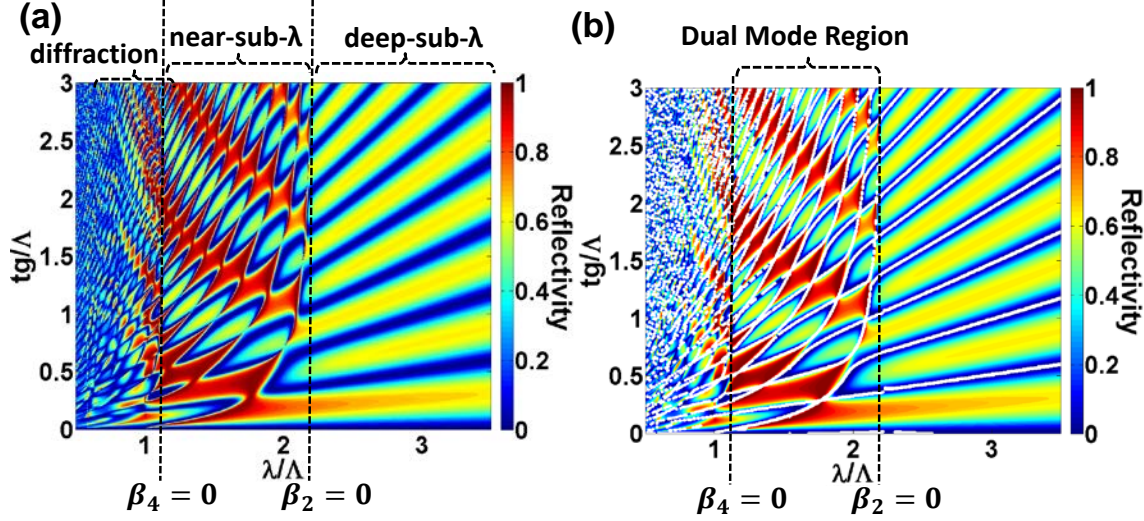 (a)
near-sub-λ
deep-sub-λ
diffraction
3
2.5
2
1.5
1
0.5
0
tg/Λ
1
2
3
λ/Λ
1
0.8
0.6
0.4
0.2
0
Reflectivity
β4 = 0
β2 = 0
(b)
Dual Mode Region
3
2.5
2
1.5
1
0.5
0
tg/Λ
1
2
3
λ/Λ
1
0.8
0.6
0.4
0.2
0
Reflectivity
β4 = 0
β2 = 0